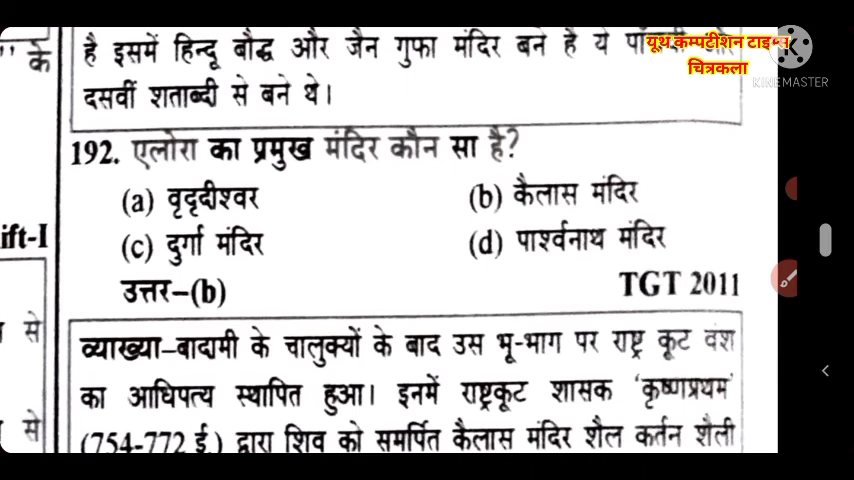 " के
है इसमें हिन्दू बौद्ध और जैन गुफा मंदिर बने है ये
यूथ कम्पटीशन टाइम्स
चित्रकला
KINEMASTER
दसवीं शताब्दी से बने थे।
192. एलोरा का प्रमुख मंदिर कौन सा है?
(a) वृद्दीश्वर
(b) कैलास मंदिर
ift-I
(c) दुर्गा मंदिर
(d) पार्श्वनाथ मंदिर
उत्तर–(b)
TGT 2011
से
व्याख्या–बादामी के चालुक्यों के बाद उस भू-भाग पर राष्ट्र कूट वंश
का आधिपत्य स्थापित हुआ। इनमें राष्ट्रकूट शासक 'कृष्णप्रथम'
से
(754-772 ई.) द्वारा शिव को समर्पित कैलास मंदिर शैल कर्तन शैली